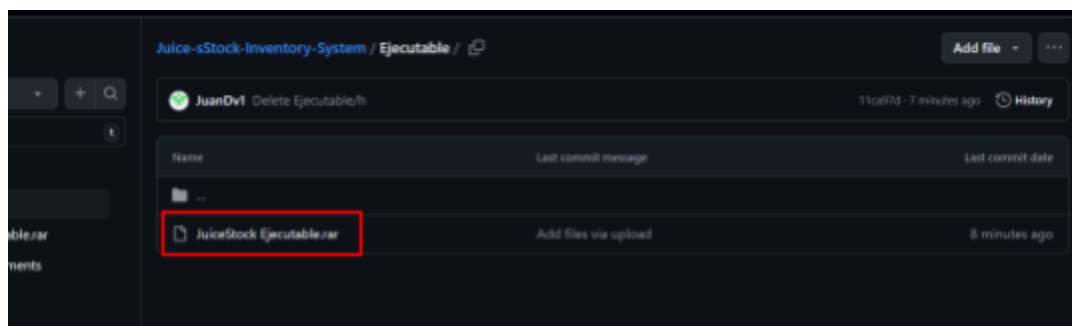 Juice-sStock-Inventory-System / Ejecutable /
Add file
JuanDv1 Delete Ejecutable/h
11ca97d · 7 minutes ago History
t
Name Last commit message Last commit date
..
JuiceStock Ejecutable.rar Add files via upload 8 minutes ago
ble.rar
ments